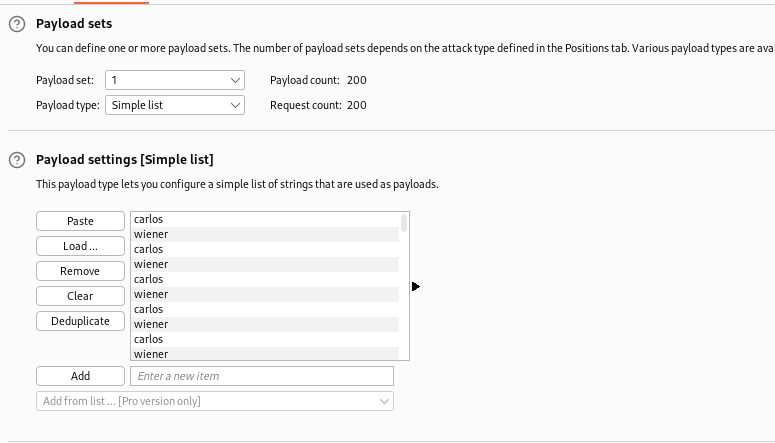 Payload sets
You can define one or more payload sets. The number of payload sets depends on the attack type defined in the Positions tab. Various payload types are ava
Payload set: 1 Payload count: 200
Payload type: Simple list Request count: 200
Payload settings [Simple list]
This payload type lets you configure a simple list of strings that are used as payloads.
Paste
Load ...
Remove
Clear
Deduplicate
carlos
wiener
carlos
wiener
carlos
wiener
carlos
wiener
carlos
wiener
Add Enter a new item
Add from list ... [Pro version only]